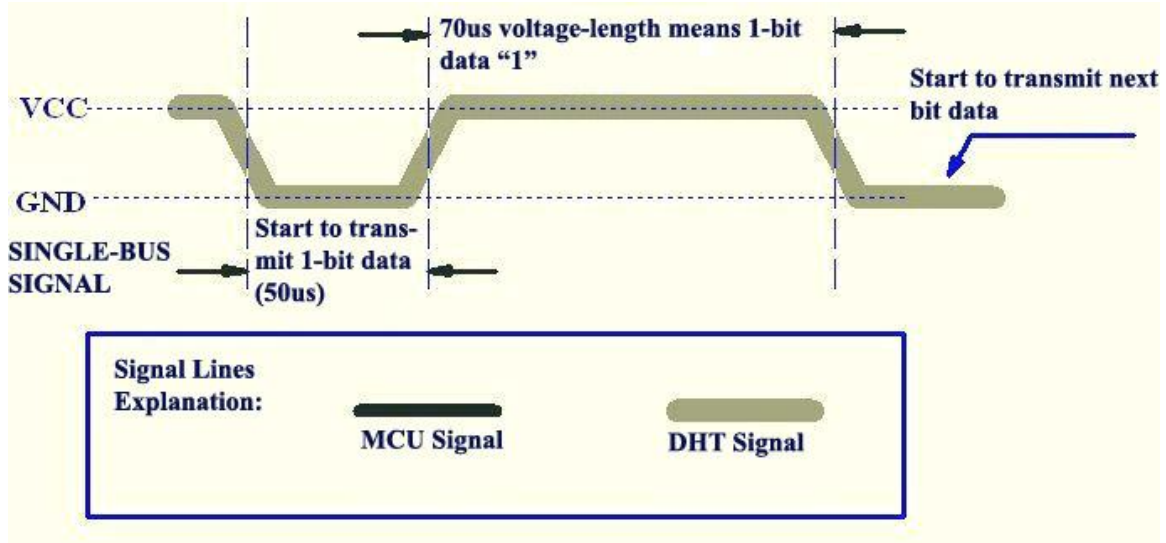 70us voltage-length means 1-bit
data “1”
Start to transmit next
bit data
VCC
GND
SINGLE-BUS
SIGNAL
Start to trans-
mit 1-bit data
(50us)
Signal Lines
Explanation:
MCU Signal
DHT Signal